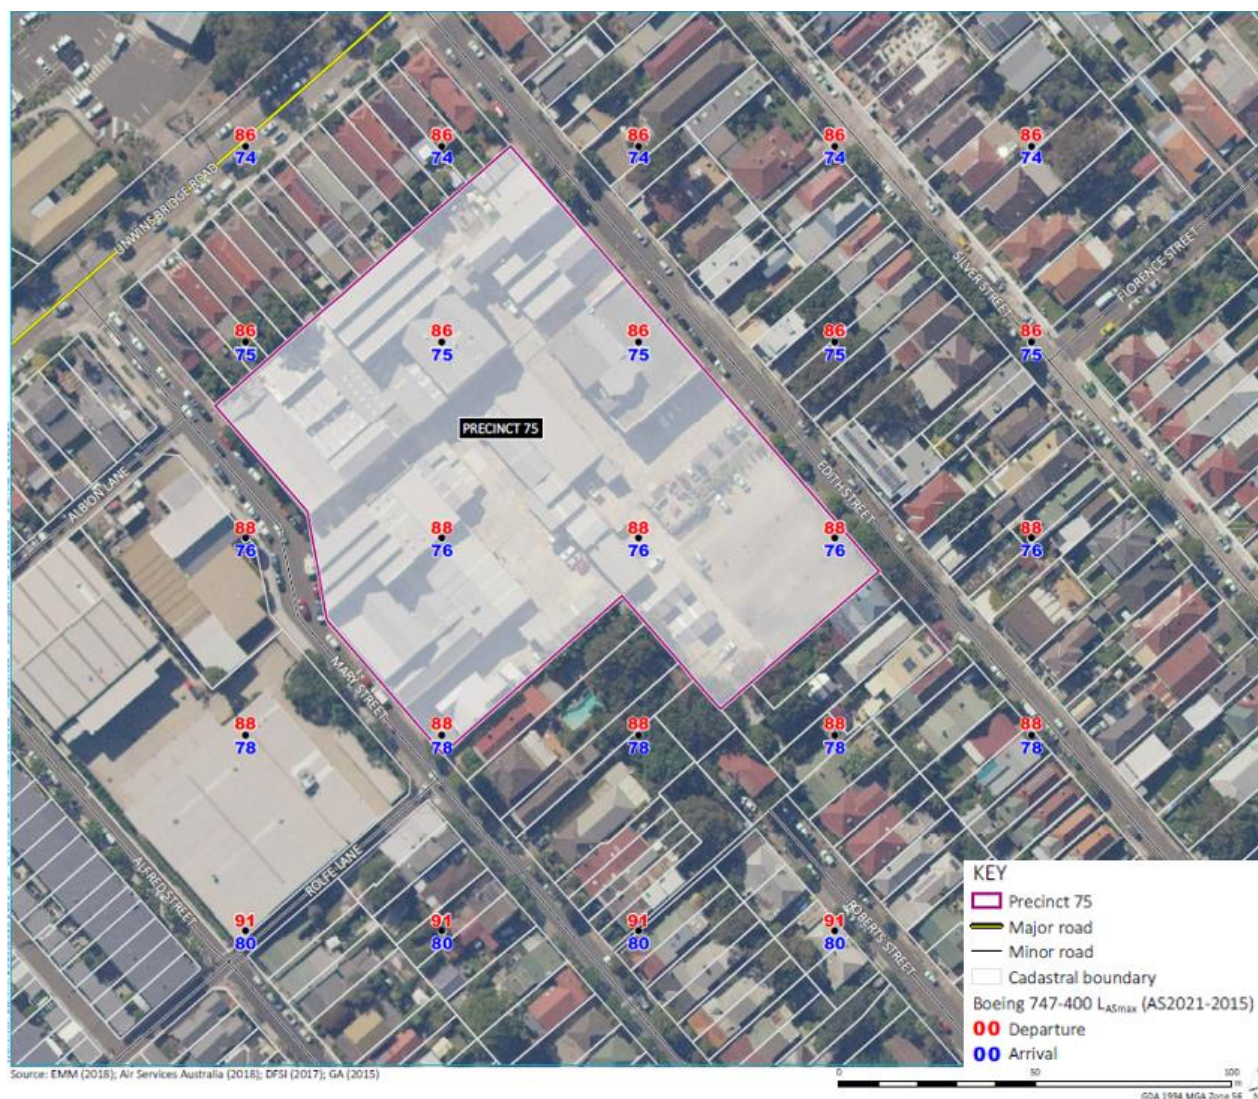 86 86 86 86 86
74 74 74 74 74
UNWINS BRIDGE ROAD
SILVER STREET
FLORENCE STREET
86 86 86 86 86
75 75 75 75 75
PRECINCT 75
ALBION LANE
EDITH STREET
88 88 88 88 88
76 76 76 76 76
MARY STREET
88 88 88 88 88
78 78 78 78 78
ALFRED STREET
ROLFE LANE
ROBERTS STREET
91 91 91 91
80 80 80 80
KEY
Precinct 75
Major road
Minor road
Cadastral boundary
Boeing 747-400 LASmax (AS2021-2015)
00 Departure
00 Arrival
Source: EMM (2018); Air Services Australia (2018); DFSI (2017); GA (2015)
0 50 100
m
GDA 1994 MGA Zone 56